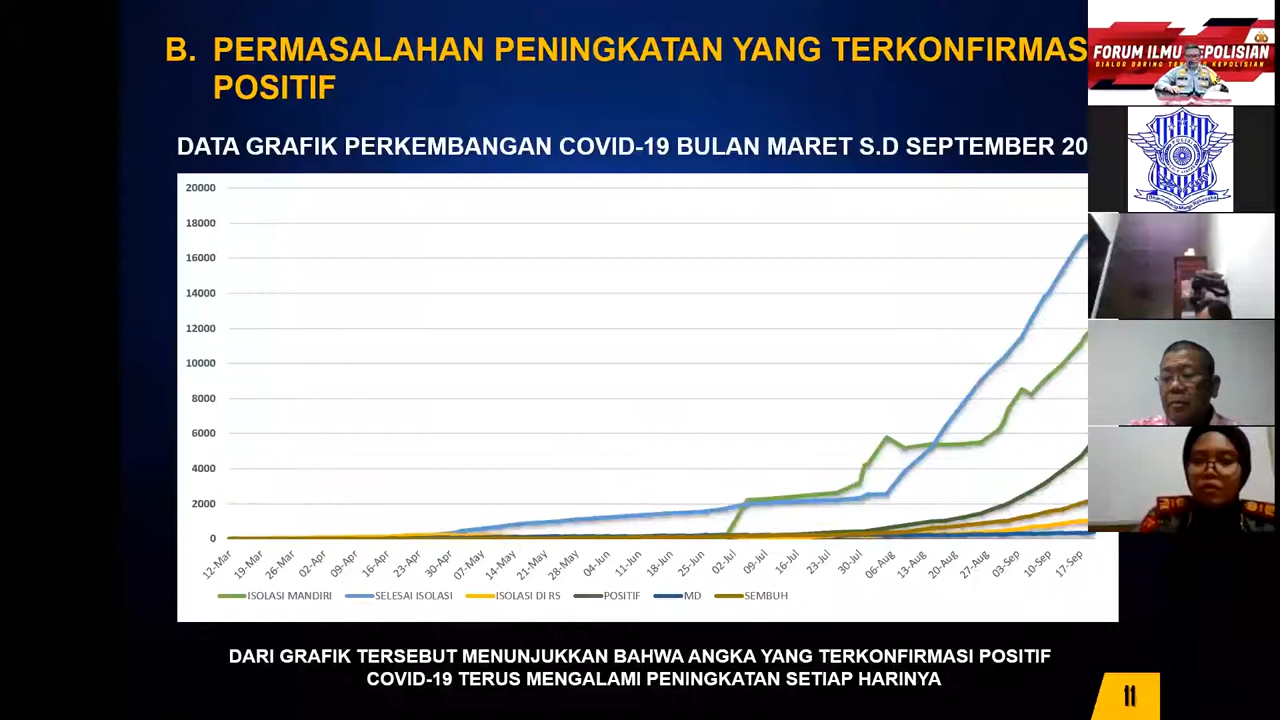 B. PERMASALAHAN PENINGKATAN YANG TERKONFIRMAS
POSITIF
DATA GRAFIK PERKEMBANGAN COVID-19 BULAN MARET S.D SEPTEMBER 20
20000
18000
16000
14000
12000
10000
8000
6000
4000
2000
0
12-Mar 19-Mar 26-Mar 02-Apr 09-Apr 16-Apr 23-Apr 30-Apr 07-May 14-May 21-May 28-May 04-Jun 11-Jun 18-Jun 25-Jun 02-Jul 09-Jul 16-Jul 23-Jul 30-Jul 06-Aug 13-Aug 20-Aug 27-Aug 03-Sep 10-Sep 17-Sep
ISOLASI MANDIRI SELESAI ISOLASI ISOLASI DI RS POSITIF MD SEMBUH
DARI GRAFIK TERSEBUT MENUNJUKKAN BAHWA ANGKA YANG TERKONFIRMASI POSITIF
COVID-19 TERUS MENGALAMI PENINGKATAN SETIAP HARINYA
11
FORUM ILMU KEPOLISIAN
DIALOG DARING KEPOLISIAN